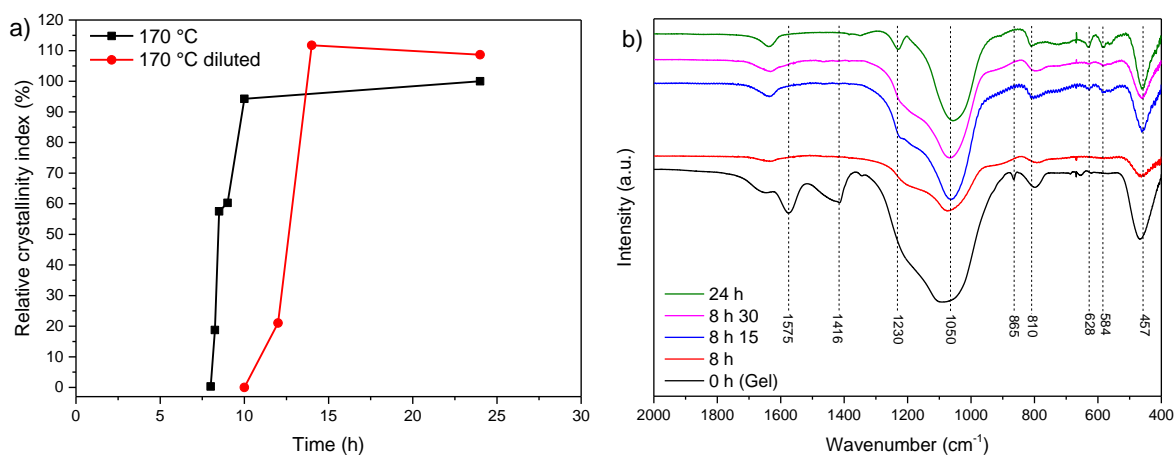 a)
170 °C
170 °C diluted
Relative crystallinity index (%)
120
110
100
90
80
70
60
50
40
30
20
10
0
0 5 10 15 20 25 30
Time (h)
b)
Intensity (a.u.)
24 h
8 h 30
8 h 15
8 h
0 h (Gel)
1575
1416
1230
1050
865
810
628
584
457
2000 1800 1600 1400 1200 1000 800 600 400
Wavenumber (cm⁻¹)